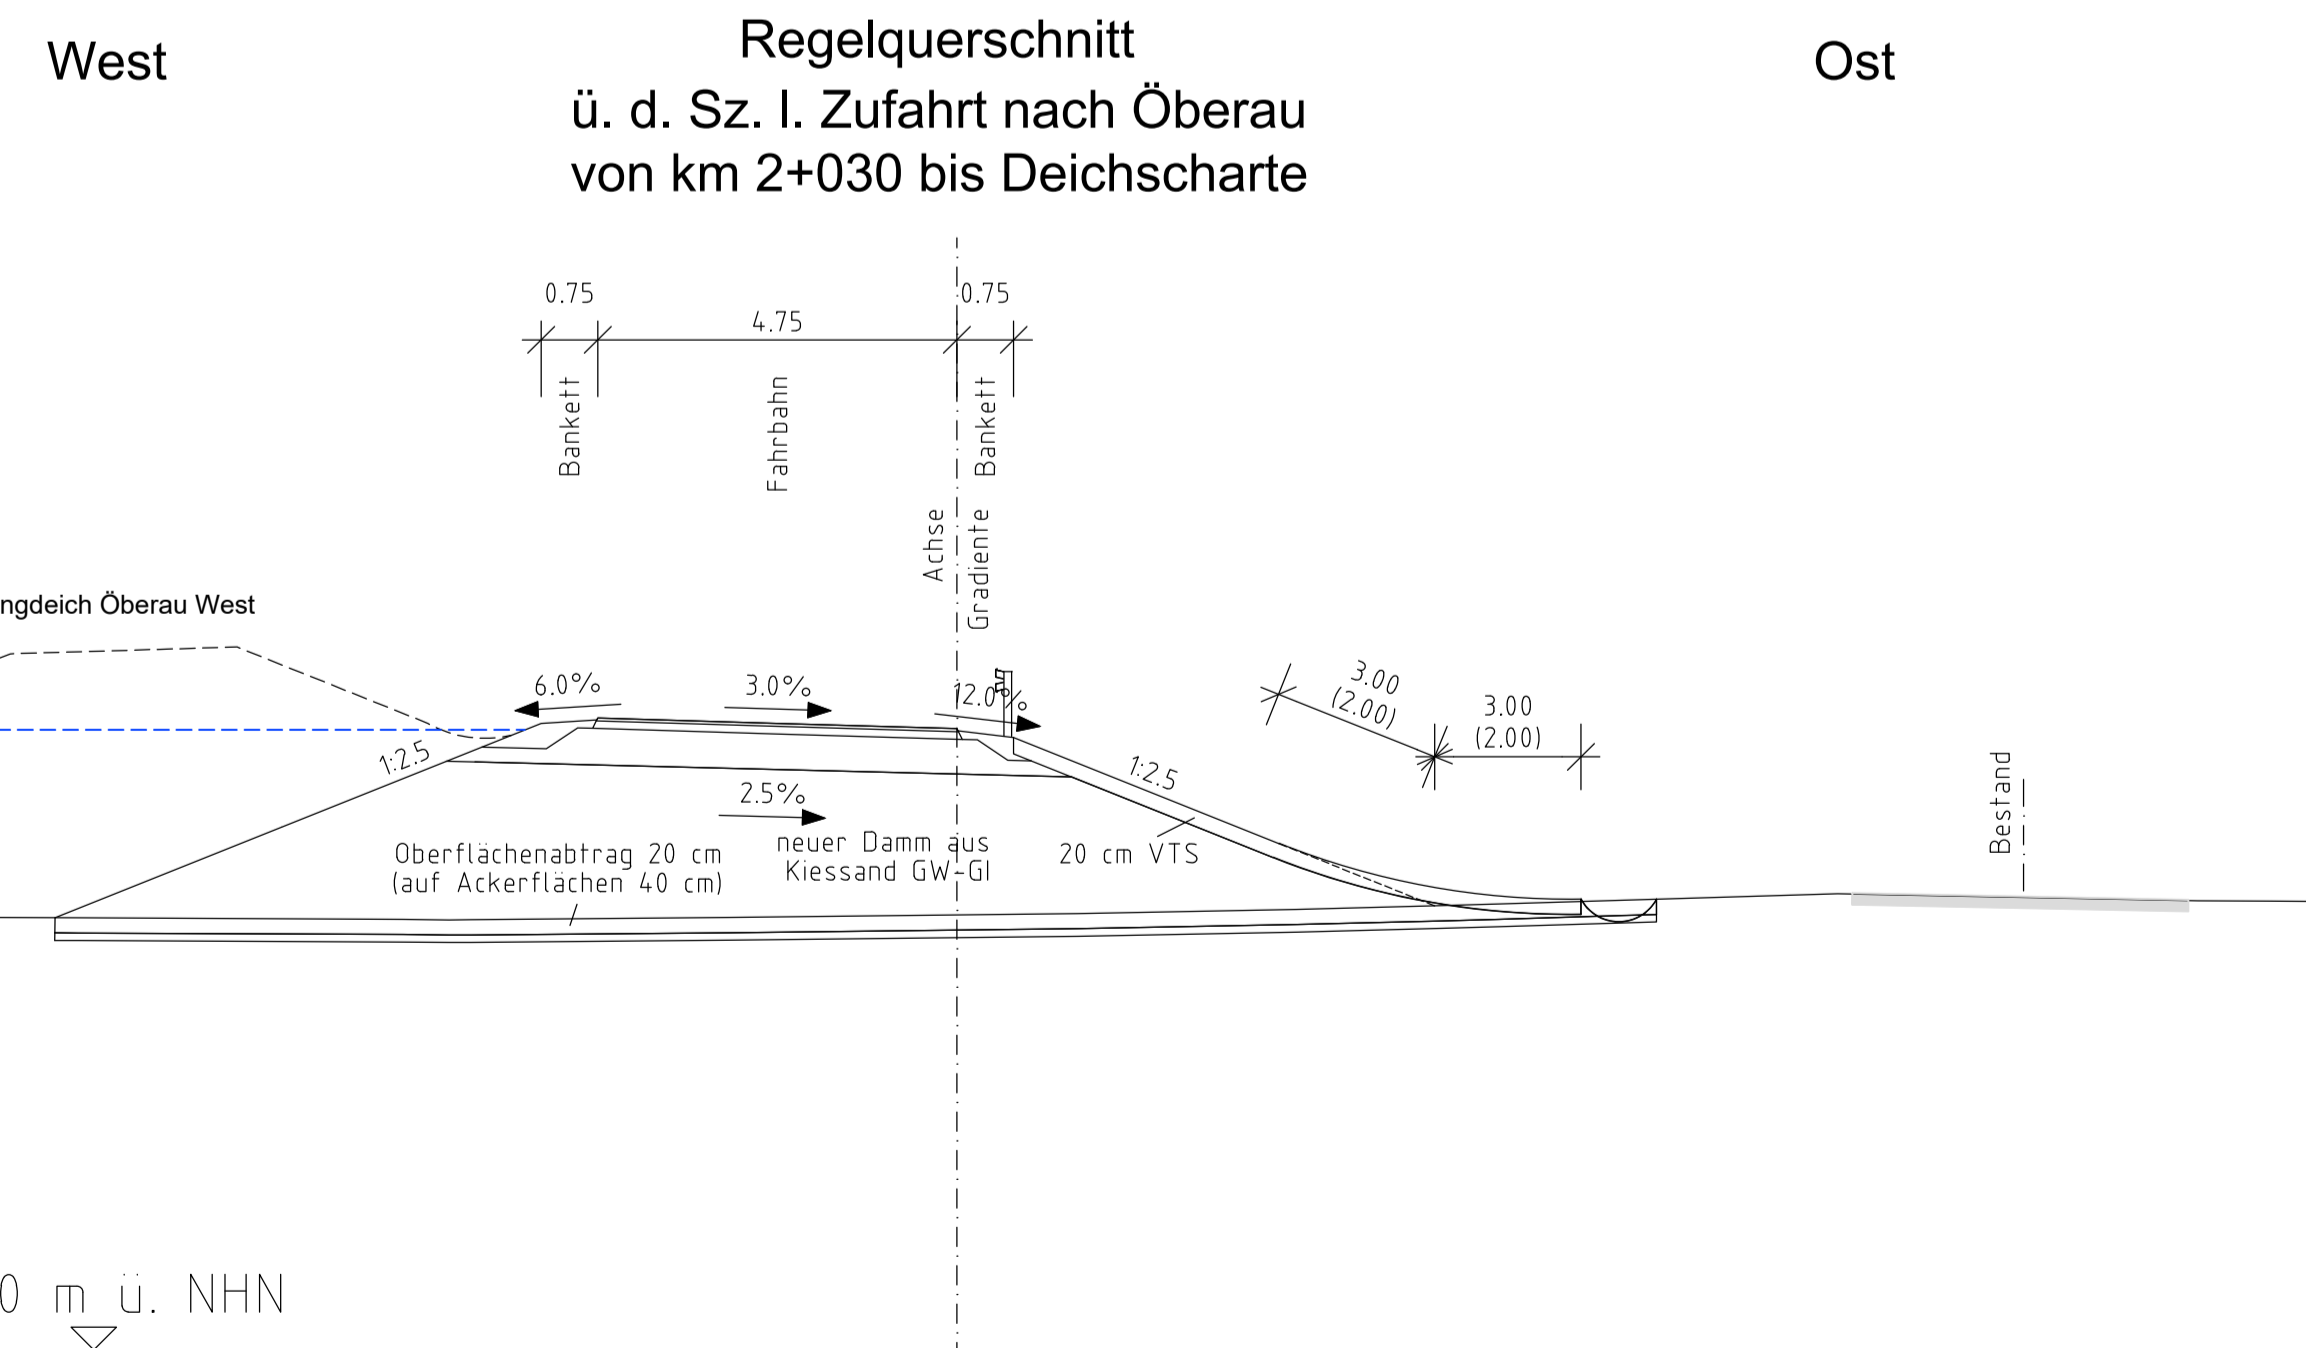 West
Regelquerschnitt
Ost
ü. d. Sz. l. Zufahrt nach Öberau
von km 2+030 bis Deichscharte
0.75
0.75
4.75
Bankett
Fahrbahn
Bankett
Achse
Gradiente
ngdeich Öberau West
6.0%
3.0%
12.0%
3.00
(2.00)
3.00
(2.00)
1:2.5
1:2.5
2.5%
Bestand
Oberflächenabtrag 20 cm
(auf Ackerflächen 40 cm)
neuer Damm aus
Kiessand GW-GI
20 cm VTS
0 m ü. NHN